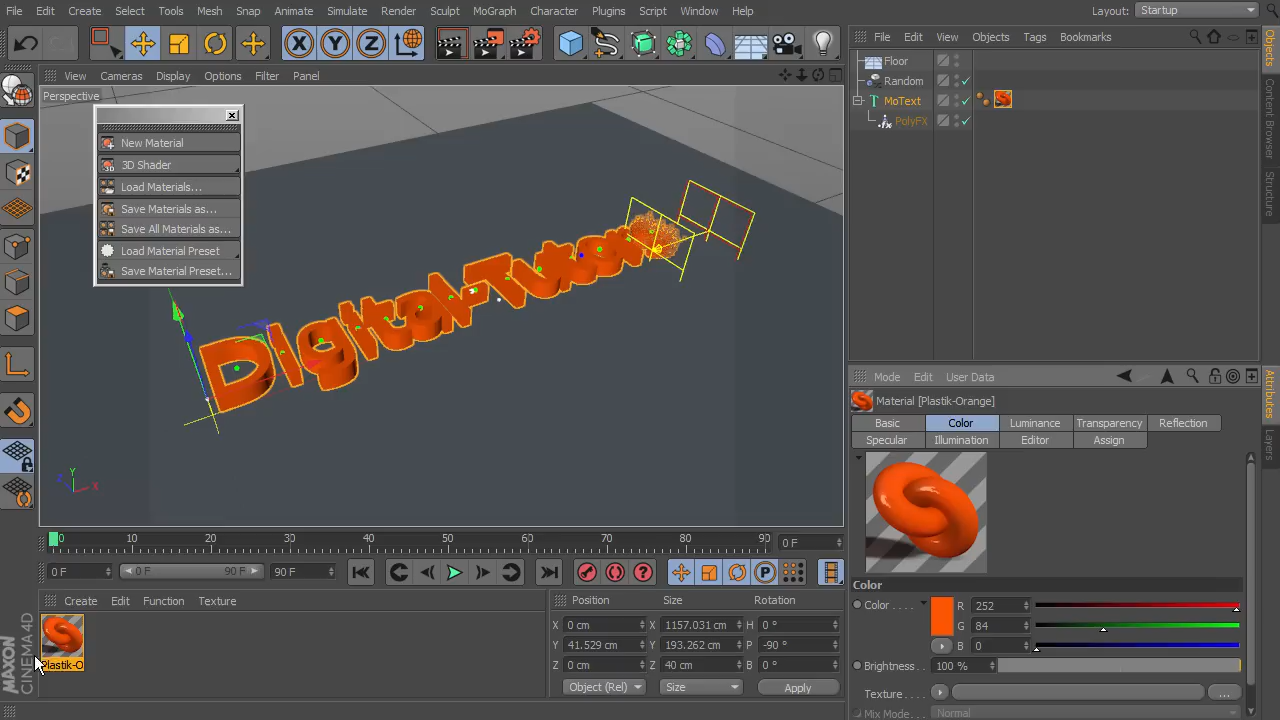 File Edit Create Select Tools Mesh Snap Animate Simulate Render Sculpt MoGraph Character Plugins Script Window Help
Layout: Startup
View Cameras Display Options Filter Panel
Perspective
New Material
3D Shader
Load Materials...
Save Materials as...
Save All Materials as...
Load Material Preset
Save Material Preset...
Digital-Tutor
Y
X
0 10 20 30 40 50 60 70 80 90 0 F
0 F 0 F 90 F 90 F
Create Edit Function Texture
Plastik-O
MAXON
CINEMA 4D
Position Size Rotation
X 0 cm X 1157.031 cm H 0 °
Y 41.529 cm Y 193.262 cm P -90 °
Z 0 cm Z 40 cm B 0 °
Object (Rel) Size Apply
File Edit View Objects Tags Bookmarks
Floor
Random
MoText
PolyFX
Objects
Content Browser
Structure
Mode Edit User Data
Material [Plastik-Orange]
Basic Color Luminance Transparency Reflection
Specular Illumination Editor Assign
Color
Color . . . . R 252
G 84
B 0
Brightness . 100 %
Texture . . . . ...
Mix Mode . Normal
Attributes
Layers